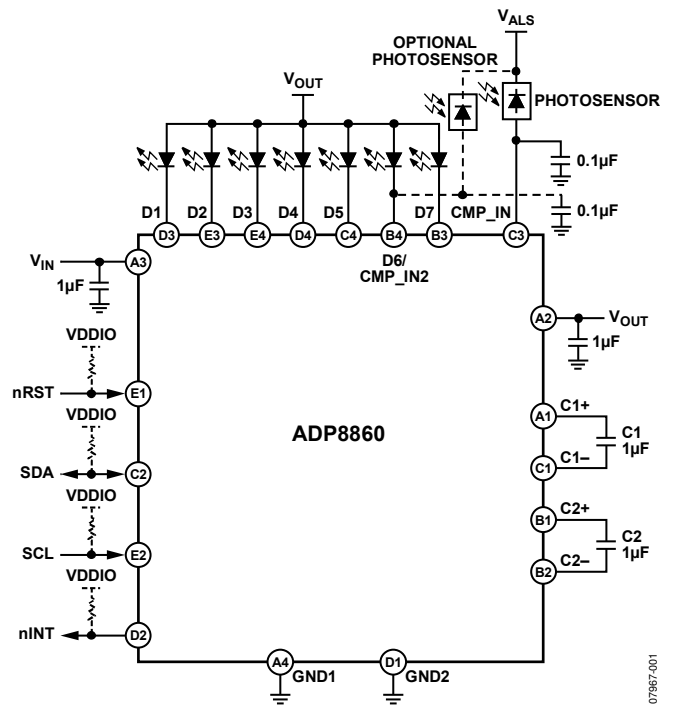 VALS
OPTIONAL
PHOTOSENSOR
VOUT
PHOTOSENSOR
0.1µF
0.1µF
D1
D2
D3
D4
D5
D7
CMP_IN
D3
E3
E4
D4
C4
B4
B3
C3
D6/
CMP_IN2
VIN
A3
1µF
A2
VOUT
1µF
VDDIO
nRST
E1
VDDIO
SDA
C2
VDDIO
SCL
E2
VDDIO
nINT
D2
ADP8860
A1
C1+
C1
1µF
C1
C1–
B1
C2+
C2
1µF
B2
C2–
A4
GND1
D1
GND2
07967-001